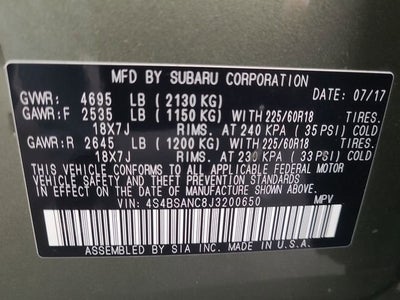 MFD BY SUBARU CORPORATION
GVWR: 4695 LB (2130 KG) DATE: 07/17
GAWR:F 2535 LB (1150 KG) WITH 225/60R18 TIRES.
18X7J RIMS. AT 240 KPA ( 35 PSI) COLD
GAWR:R 2645 LB (1200 KG) WITH 225/60R18 TIRES.
18X7J RIMS. AT 230 KPA ( 33 PSI) COLD
THIS VEHICLE CONFORMS TO ALL APPLICABLE FEDERAL MOTOR
VEHICLE SAFETY AND THEFT PREVENTION STANDARDS IN EFFECT
ON THE DATE OF MANUFACTURE SHOWN ABOVE.
VIN: 4S4BSANC8J3200650 MPV
ASSEMBLED BY SIA INC. MADE IN U.S.A.